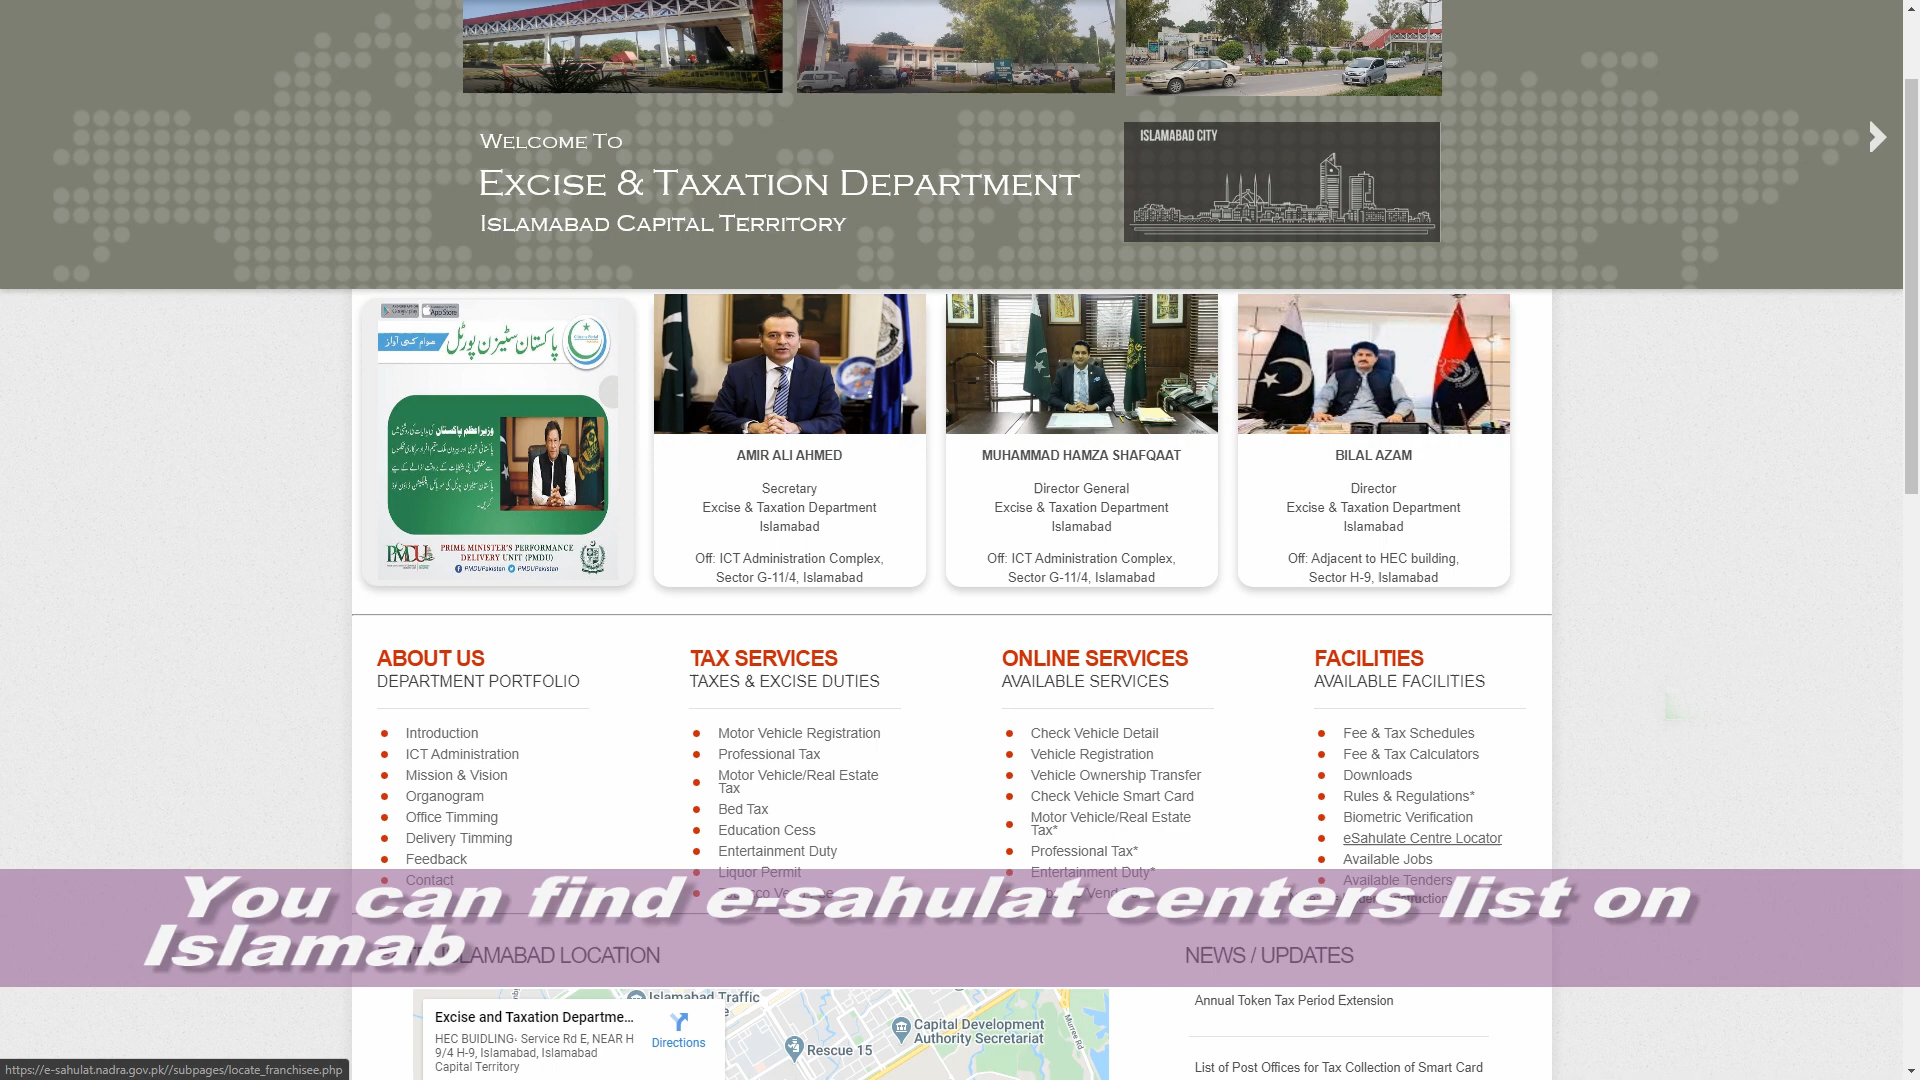 ISLAMABAD CITY
WELCOME TO
EXCISE & TAXATION DEPARTMENT
ISLAMABAD CAPITAL TERRITORY
Google play
App Store
پاکستان سٹیزن پورٹل
عوام کی آواز
وزیراعظم پاکستان
PMDU
PRIME MINISTER'S PERFORMANCE
DELIVERY UNIT (PMDU)
PMDUPakistan
PMDUPakistan
AMIR ALI AHMED
Secretary
Excise & Taxation Department
Islamabad
Off: ICT Administration Complex,
Sector G-11/4, Islamabad
MUHAMMAD HAMZA SHAFQAAT
Director General
Excise & Taxation Department
Islamabad
Off: ICT Administration Complex,
Sector G-11/4, Islamabad
BILAL AZAM
Director
Excise & Taxation Department
Islamabad
Off: Adjacent to HEC building,
Sector H-9, Islamabad
ABOUT US
DEPARTMENT PORTFOLIO
Introduction
ICT Administration
Mission & Vision
Organogram
Office Timming
Delivery Timming
Feedback
Contact
TAX SERVICES
TAXES & EXCISE DUTIES
Motor Vehicle Registration
Professional Tax
Motor Vehicle/Real Estate
Tax
Bed Tax
Education Cess
Entertainment Duty
Liquor Permit
ONLINE SERVICES
AVAILABLE SERVICES
Check Vehicle Detail
Vehicle Registration
Vehicle Ownership Transfer
Check Vehicle Smart Card
Motor Vehicle/Real Estate
Tax*
Professional Tax*
Entertainment Duty*
FACILITIES
AVAILABLE FACILITIES
Fee & Tax Schedules
Fee & Tax Calculators
Downloads
Rules & Regulations*
Biometric Verification
eSahulate Centre Locator
Available Jobs
Available Tenders
You can find e-sahulat centers list on
Islamab
ISLAMABAD LOCATION
NEWS / UPDATES
Annual Token Tax Period Extension
List of Post Offices for Tax Collection of Smart Card
Islamabad Traffic
Excise and Taxation Departme...
HEC BUIDLING، Service Rd E, NEAR H
9/4 H-9, Islamabad, Islamabad
Capital Territory
Directions
Rescue 15
Capital Development
Authority Secretariat
Murree Rd
https://e-sahulat.nadra.gov.pk//subpages/locate_franchisee.php